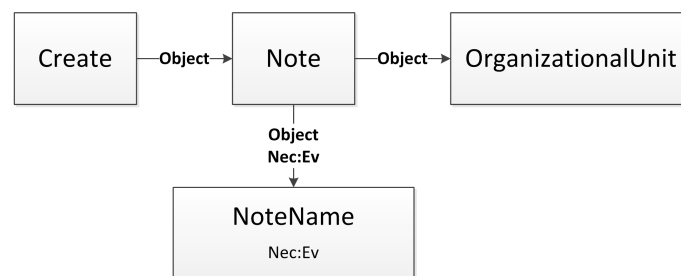 Create
Object
Note
Object
OrganizationalUnit
Object
Nec:Ev
NoteName
Nec:Ev